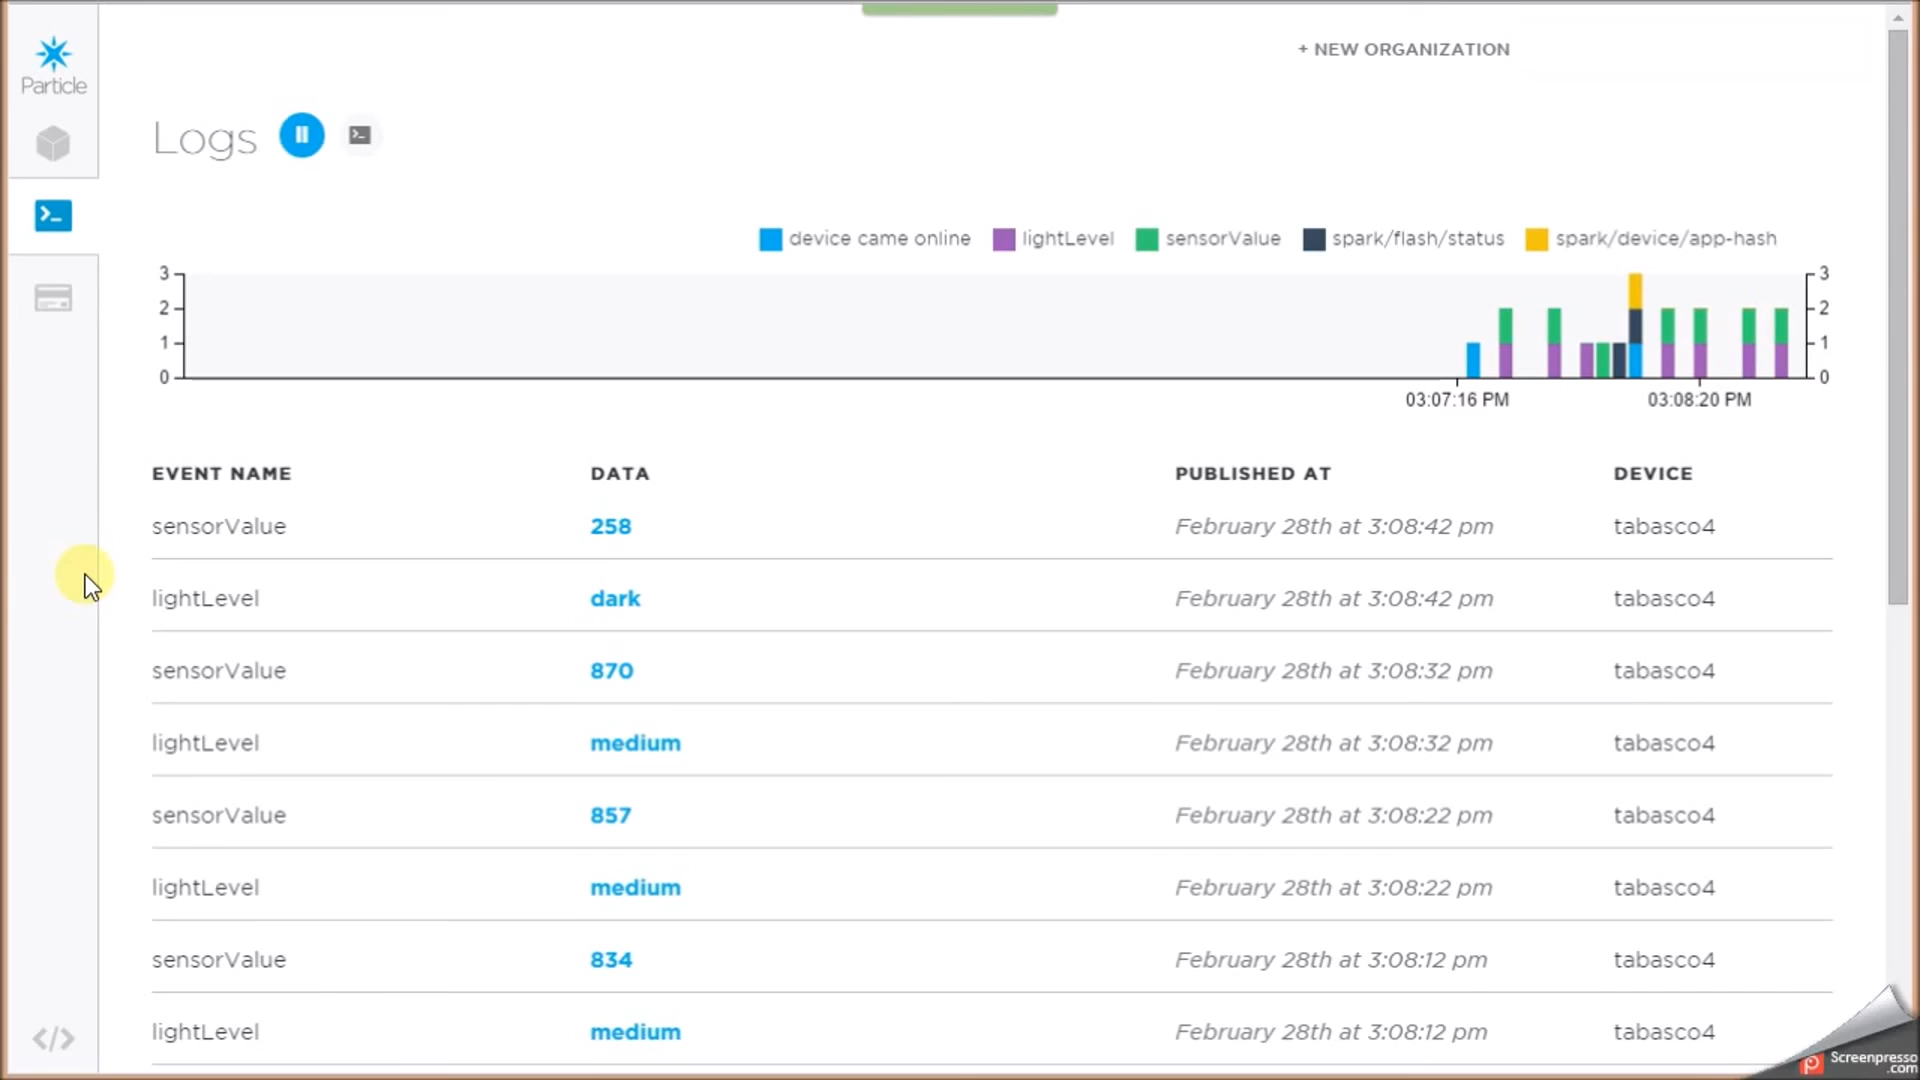 + NEW ORGANIZATION
Particle
Logs
device came online lightLevel sensorValue spark/flash/status spark/device/app-hash
3 3
2 2
1 1
0 0
03:07:16 PM 03:08:20 PM
EVENT NAME DATA PUBLISHED AT DEVICE
sensorValue 258 February 28th at 3:08:42 pm tabasco4
lightLevel dark February 28th at 3:08:42 pm tabasco4
sensorValue 870 February 28th at 3:08:32 pm tabasco4
lightLevel medium February 28th at 3:08:32 pm tabasco4
sensorValue 857 February 28th at 3:08:22 pm tabasco4
lightLevel medium February 28th at 3:08:22 pm tabasco4
sensorValue 834 February 28th at 3:08:12 pm tabasco4
lightLevel medium February 28th at 3:08:12 pm tabasco4
Screenpresso
.com